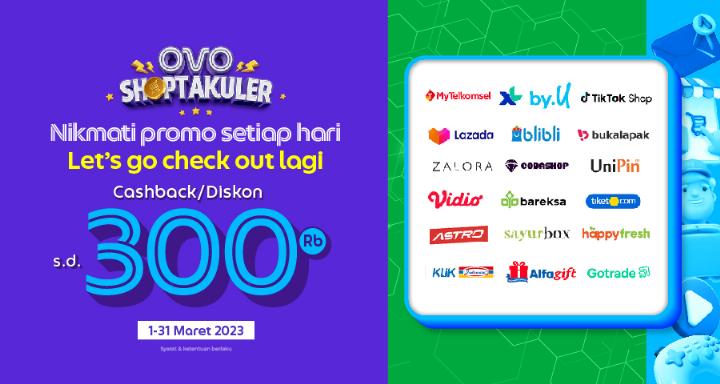 OVO
SHOPTAKULER
Nikmati promo setiap hari
Let's go check out lagi
Cashback/Diskon
s.d. 300 Rb
1-31 Maret 2023
Syarat & ketentuan berlaku
MyTelkomsel XL by.U TikTok Shop
Lazada blibli bukalapak
ZALORA CODASHOP UniPin
Vidio bareksa tiket.com
ASTRO sayurbox happyfresh
KLIK Indomaret Alfagift Gotrade